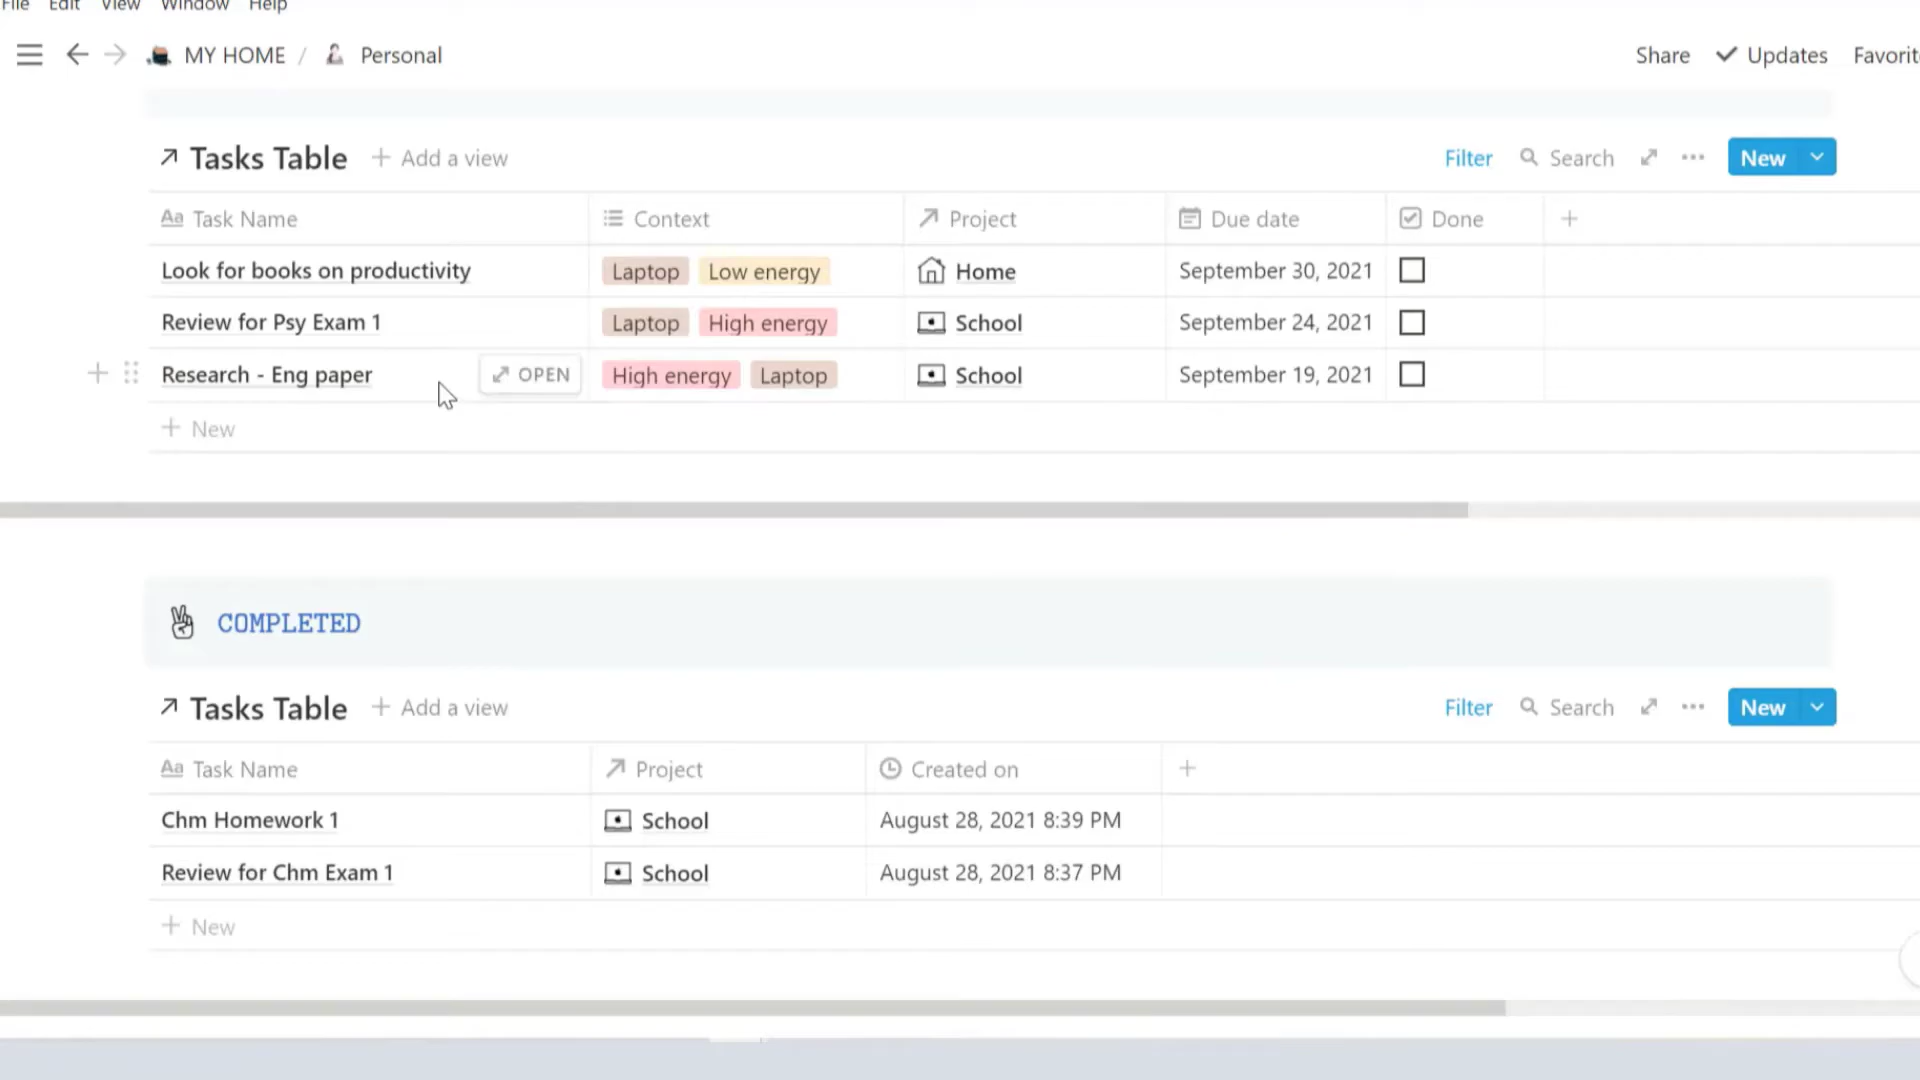 File Edit View Window Help
MY HOME / Personal Share Updates Favorit
Tasks Table + Add a view Filter Search ••• New
Aa Task Name Context Project Due date Done +
Look for books on productivity Laptop Low energy Home September 30, 2021
Review for Psy Exam 1 Laptop High energy School September 24, 2021
Research - Eng paper OPEN High energy Laptop School September 19, 2021
+ New
COMPLETED
Tasks Table + Add a view Filter Search ••• New
Aa Task Name Project Created on +
Chm Homework 1 School August 28, 2021 8:39 PM
Review for Chm Exam 1 School August 28, 2021 8:37 PM
+ New